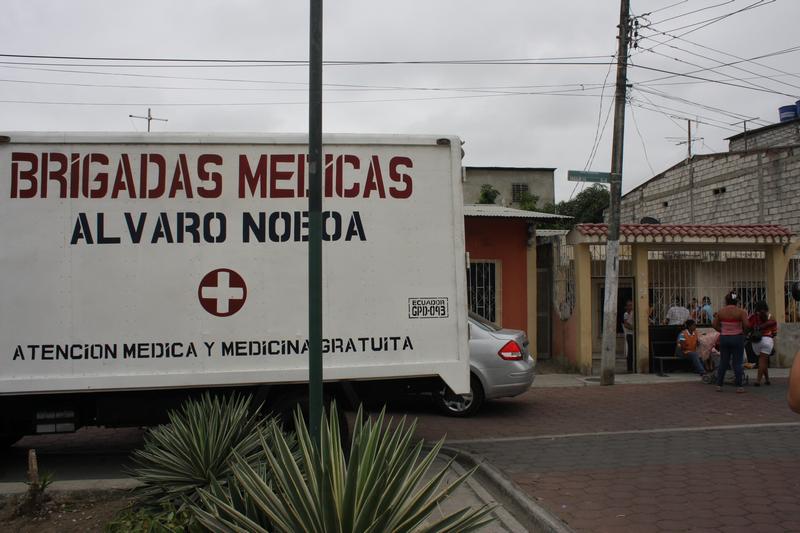 BRIGADAS MEDICAS
ALVARO NOBOA
ECUADOR
GPD-093
ATENCION MEDICA Y MEDICINA GRATUITA